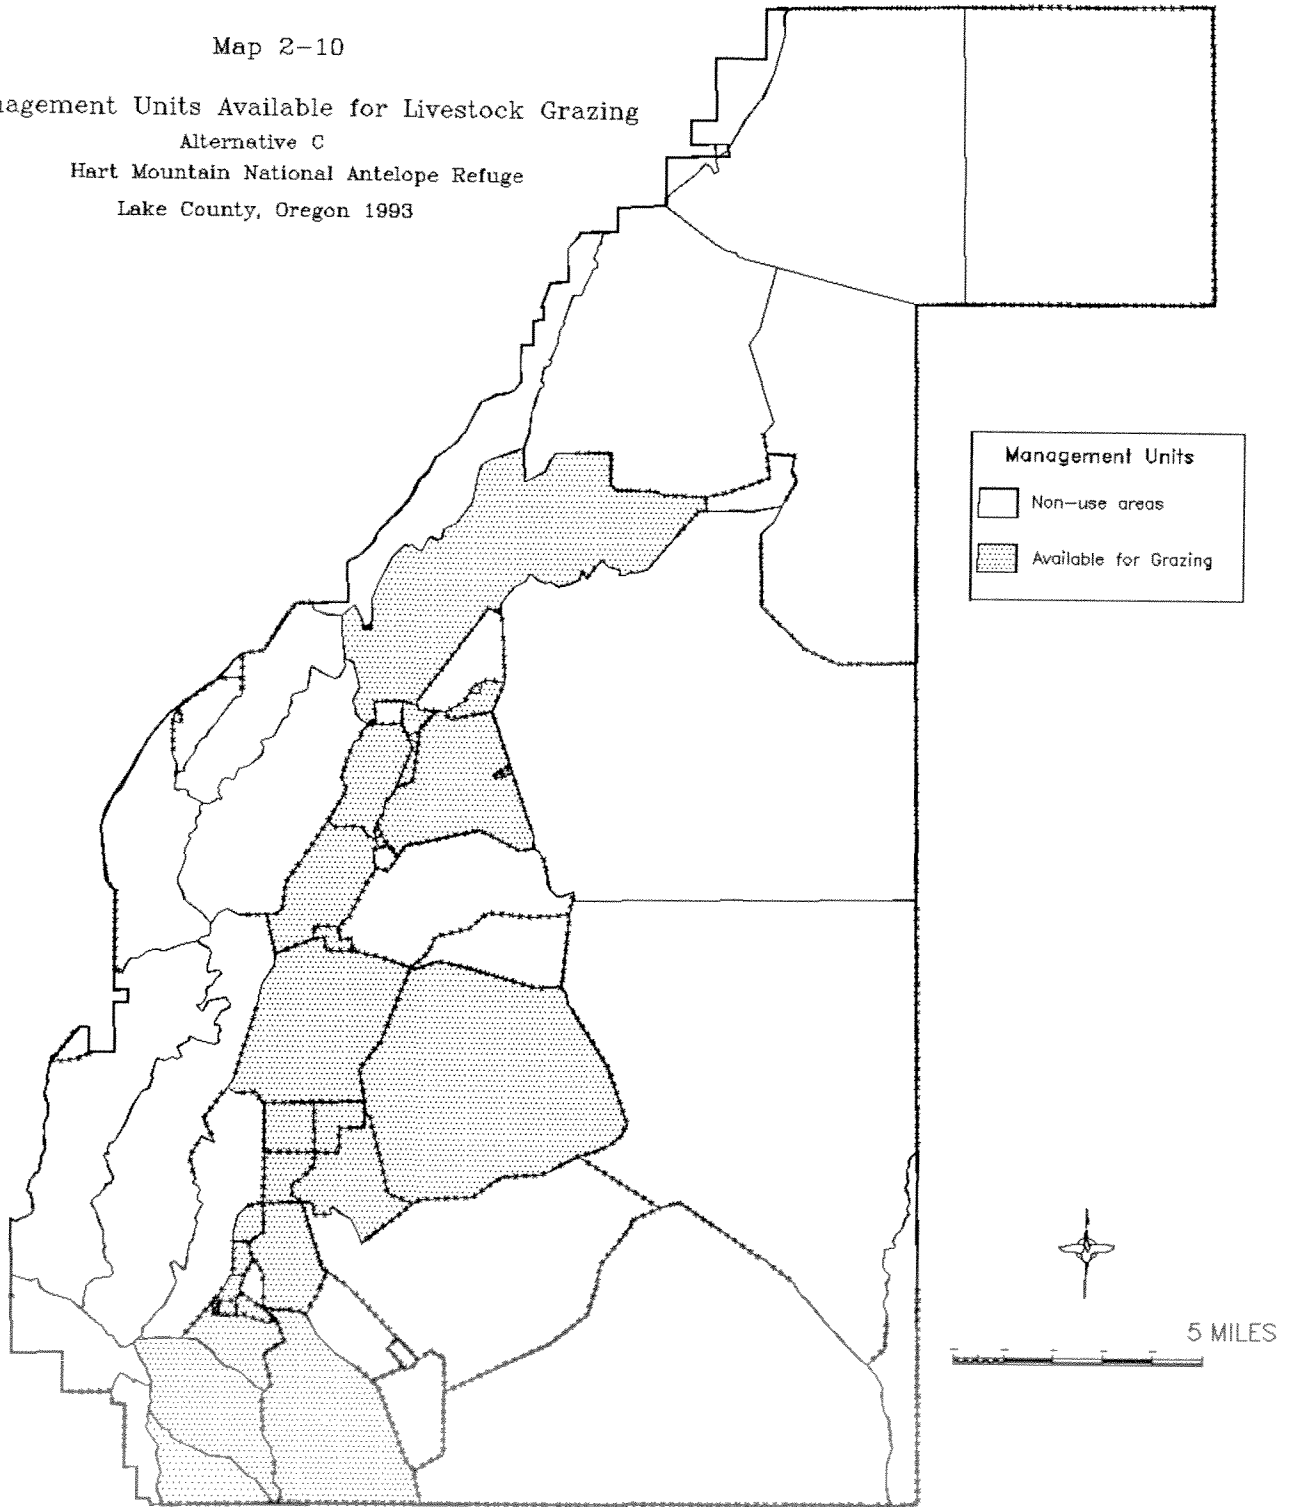 Map 2-10
nagement Units Available for Livestock Grazing
Alternative C
Hart Mountain National Antelope Refuge
Lake County, Oregon 1993
Management Units
Non-use areas
Available for Grazing
5 MILES